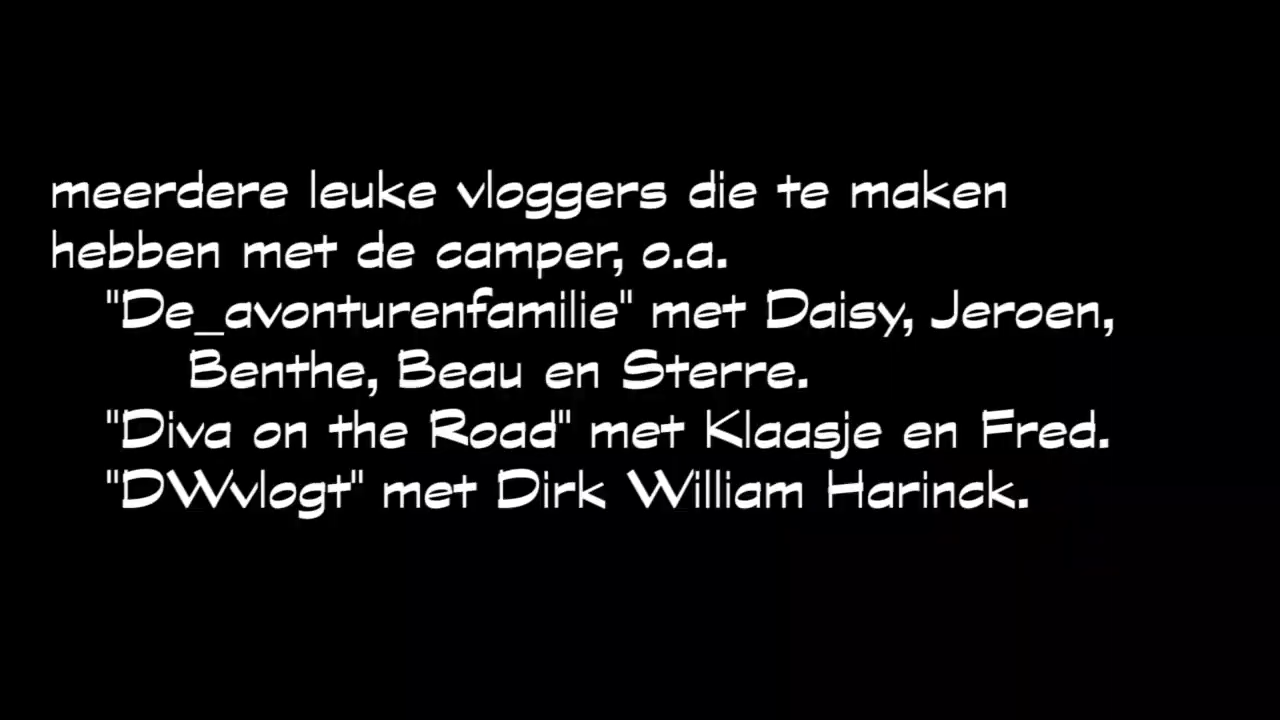 meerdere leuke vloggers die te maken
hebben met de camper, o.a.
"De_avonturenfamilie" met Daisy, Jeroen,
Benthe, Beau en Sterre.
"Diva on the Road" met Klaasje en Fred.
"DWvlogt" met Dirk William Harinck.